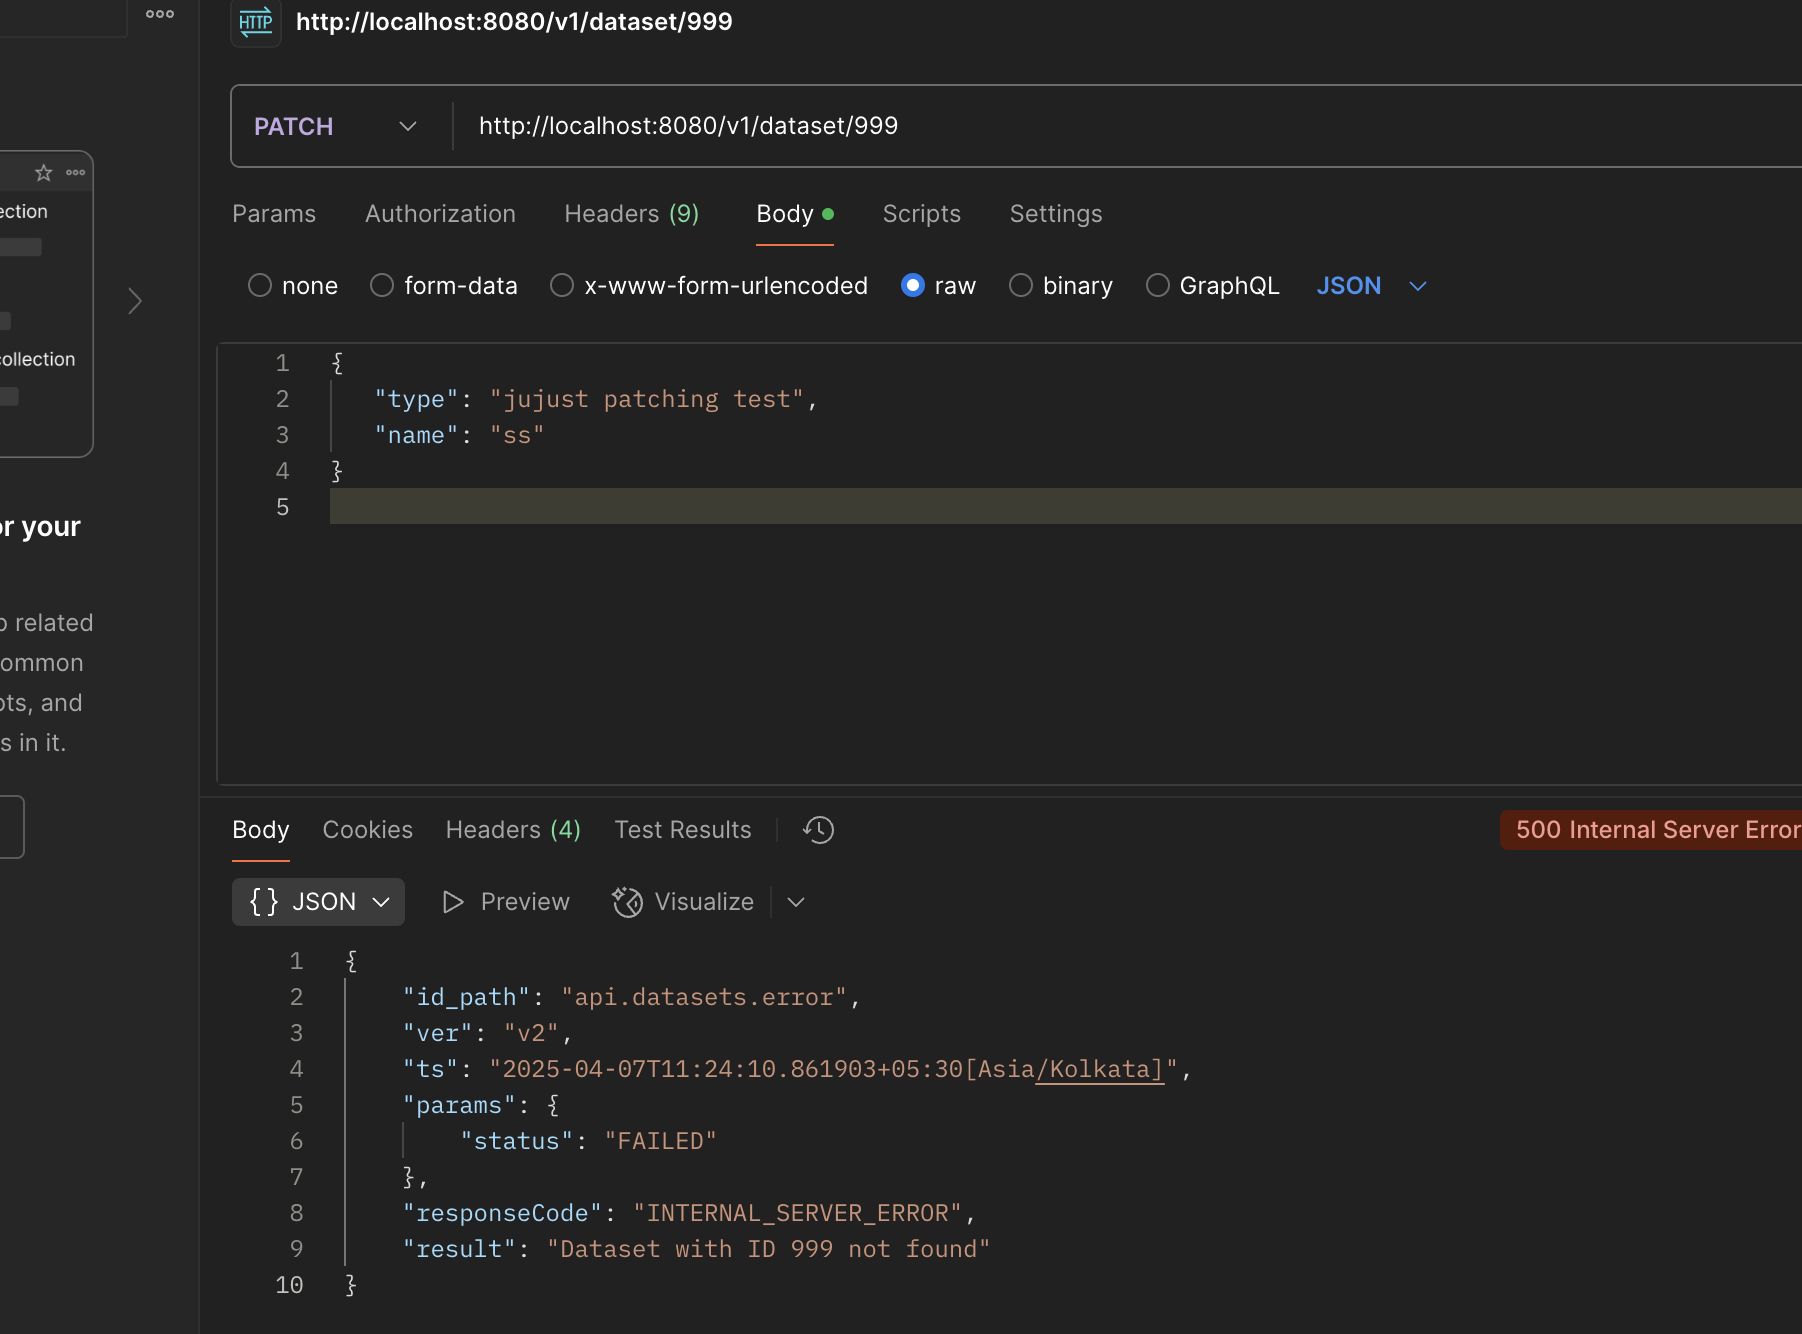 HTTP http://localhost:8080/v1/dataset/999
PATCH http://localhost:8080/v1/dataset/999
Params Authorization Headers (9) Body Scripts Settings
none form-data x-www-form-urlencoded raw binary GraphQL JSON
ection
ollection
or your
related
ommon
pts, and
s in it.
1 {
2 "type": "jujust patching test",
3 "name": "ss"
4 }
5
Body Cookies Headers (4) Test Results 500 Internal Server Error
{} JSON Preview Visualize
1 {
2 "id_path": "api.datasets.error",
3 "ver": "v2",
4 "ts": "2025-04-07T11:24:10.861903+05:30[Asia/Kolkata]",
5 "params": {
6 "status": "FAILED"
7 },
8 "responseCode": "INTERNAL_SERVER_ERROR",
9 "result": "Dataset with ID 999 not found"
10 }